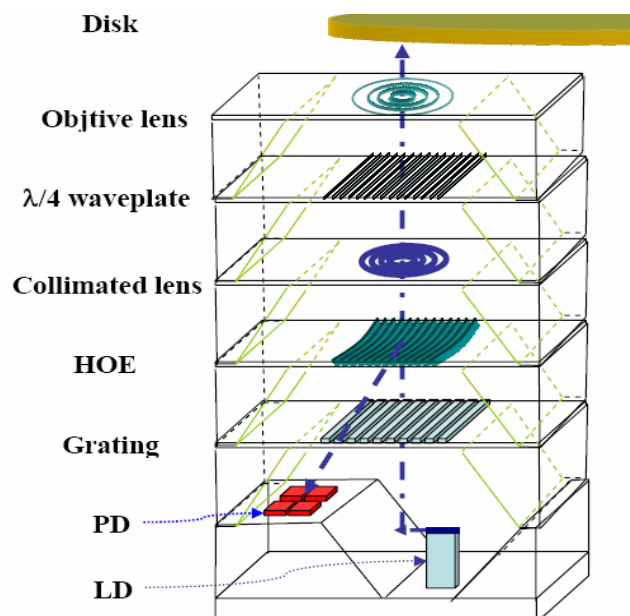 Disk
Objtive lens
λ/4 waveplate
Collimated lens
HOE
Grating
PD
LD